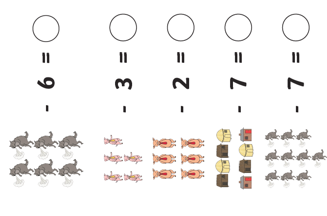 - 6 =
- 3 =
- 2 =
- 7 =
- 7 =